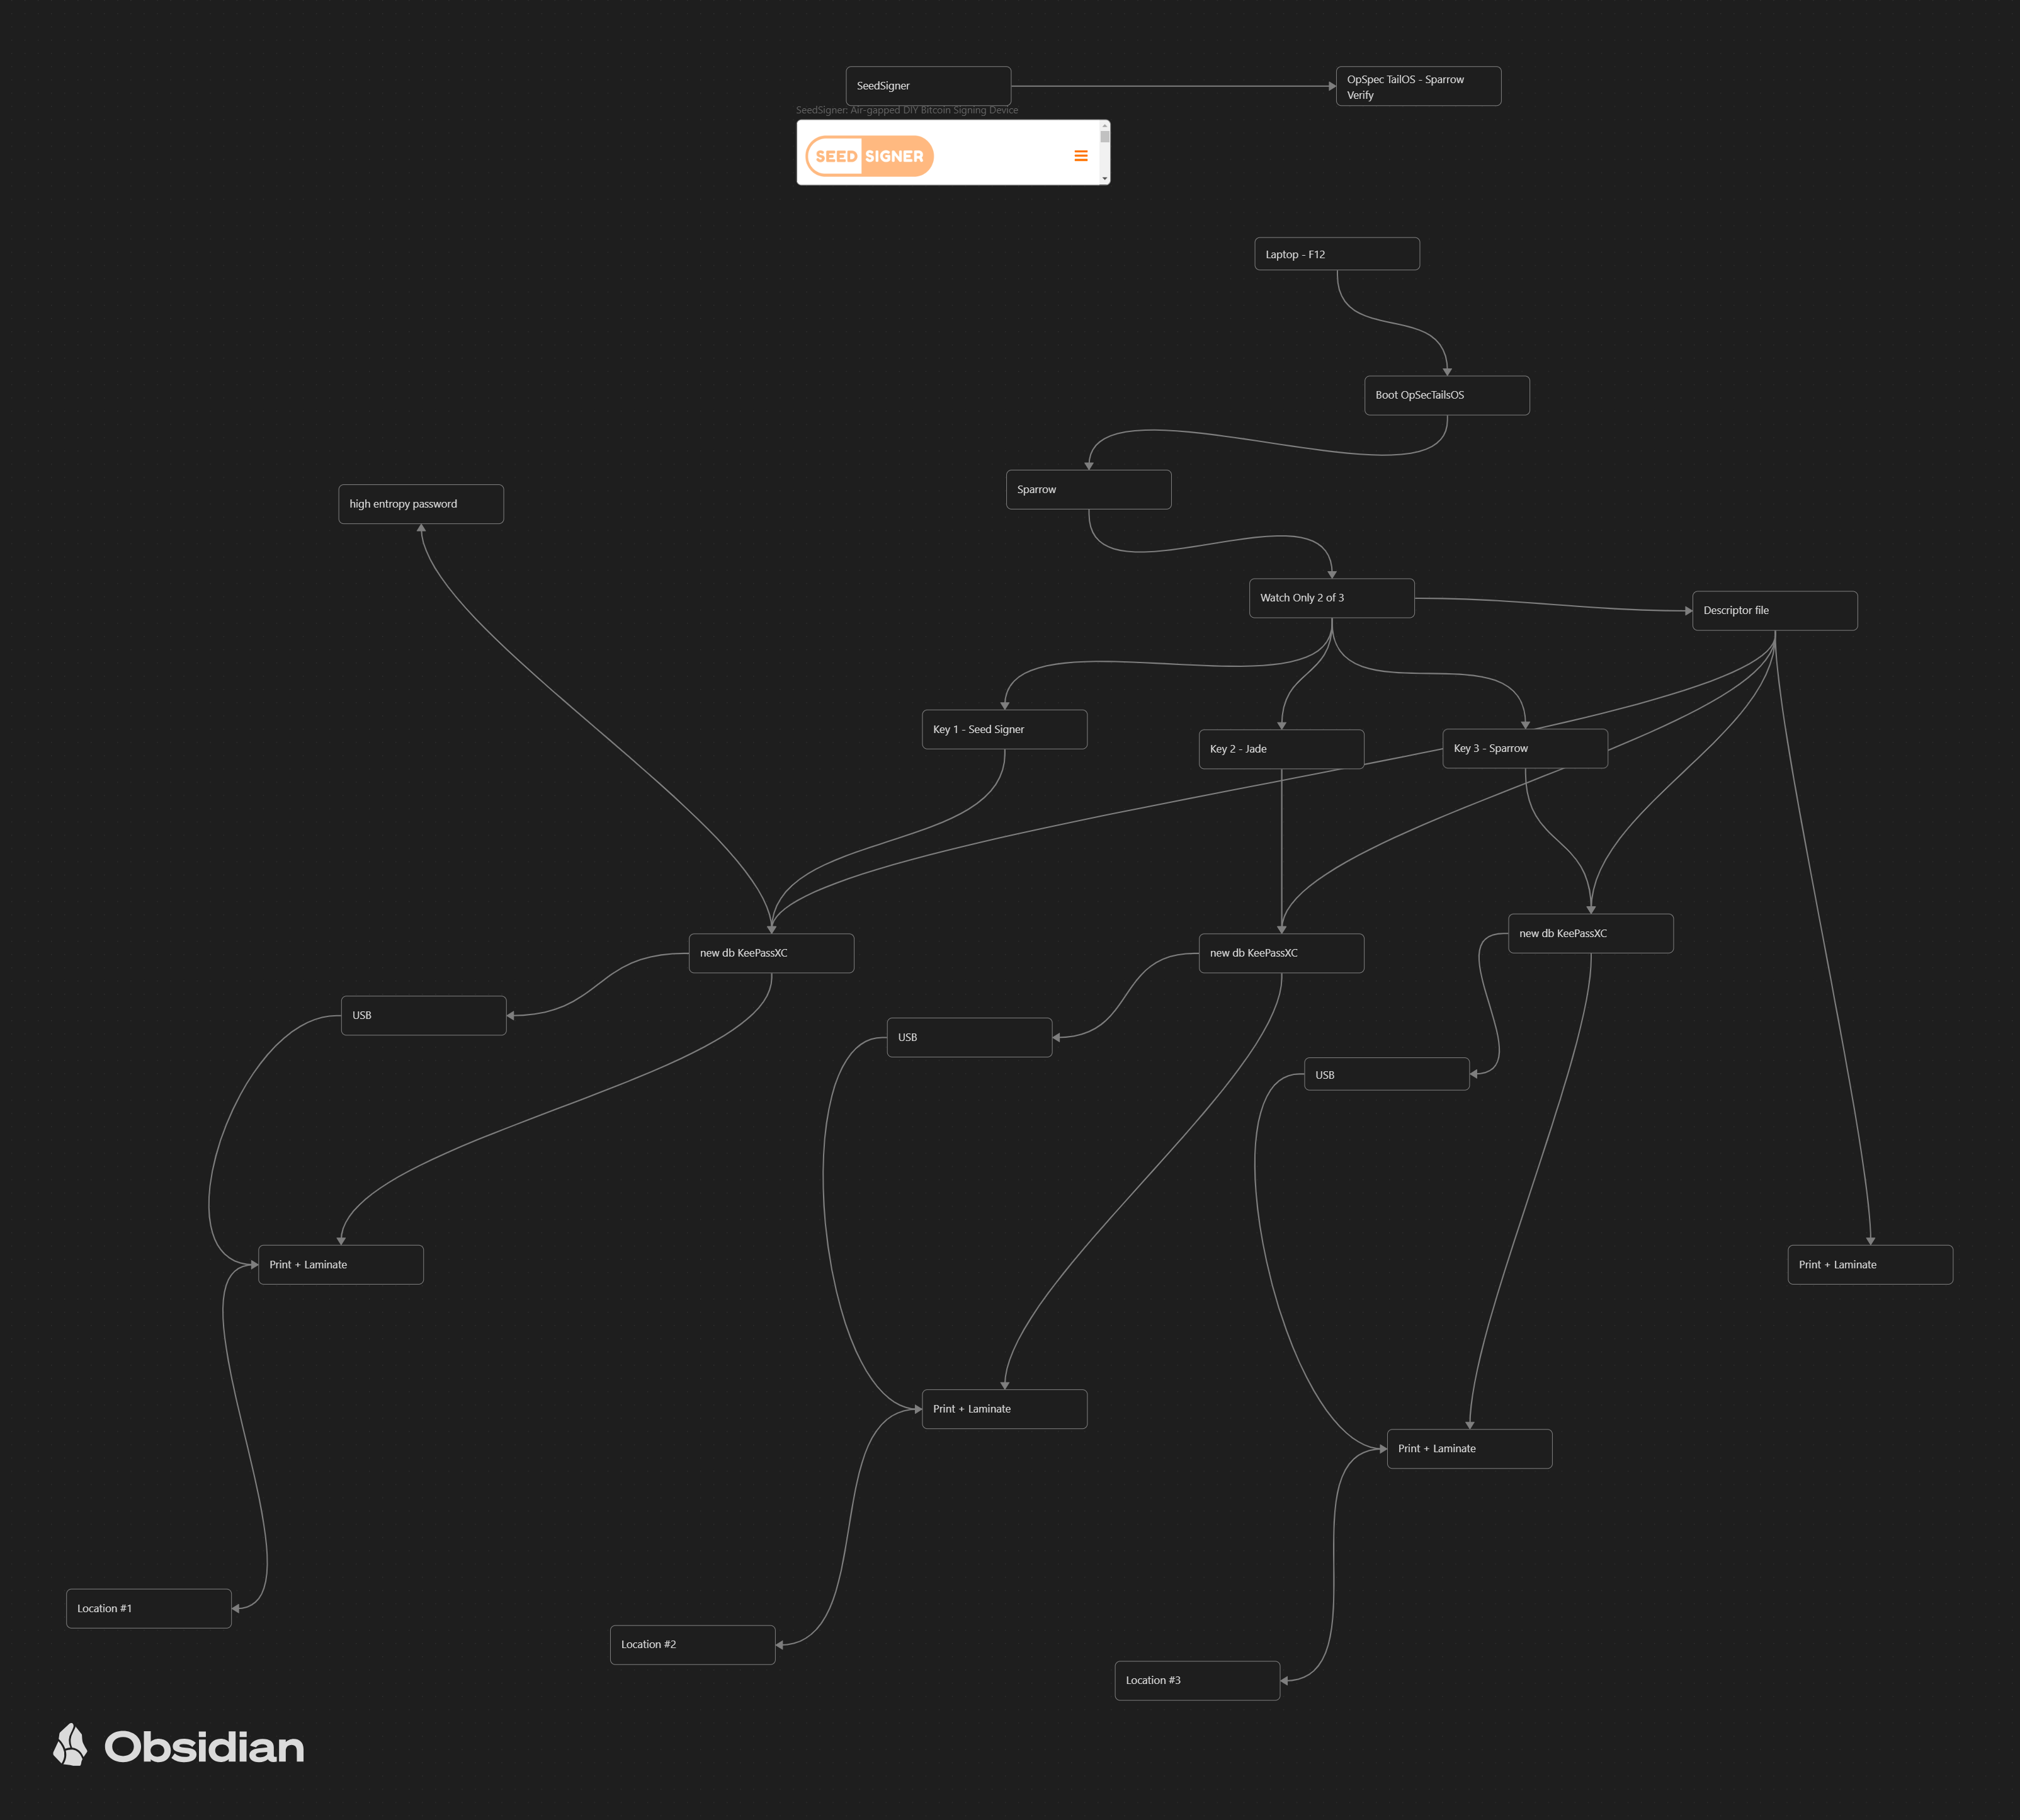 SeedSigner
OpSpec TailOS - Sparrow
Verify
SeedSigner: Air-gapped DIY Bitcoin Signing Device
SEED SIGNER
Laptop - F12
Boot OpSecTailsOS
Sparrow
high entropy password
Watch Only 2 of 3
Descriptor file
Key 1 - Seed Signer
Key 2 - Jade
Key 3 - Sparrow
new db KeePassXC
new db KeePassXC
new db KeePassXC
USB
USB
USB
Print + Laminate
Print + Laminate
Print + Laminate
Print + Laminate
Location #1
Location #2
Location #3
Obsidian